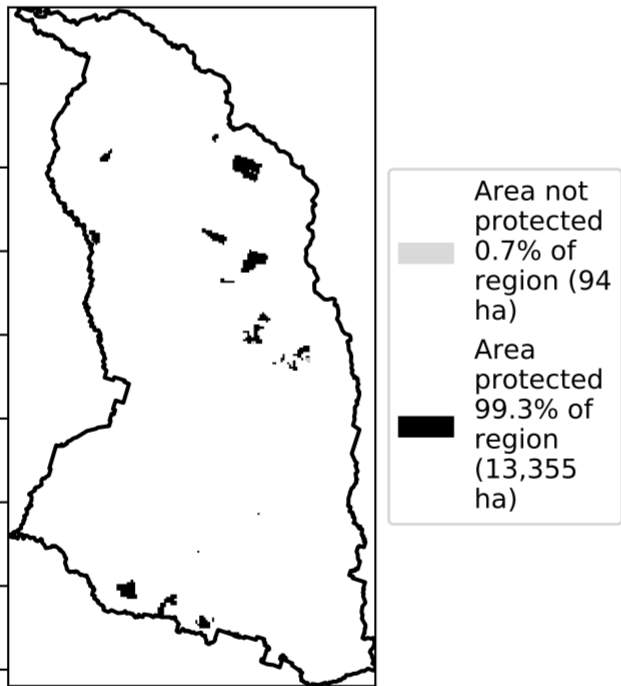 Area not
protected
0.7% of
region (94
ha)
Area
protected
99.3% of
region
(13,355
ha)